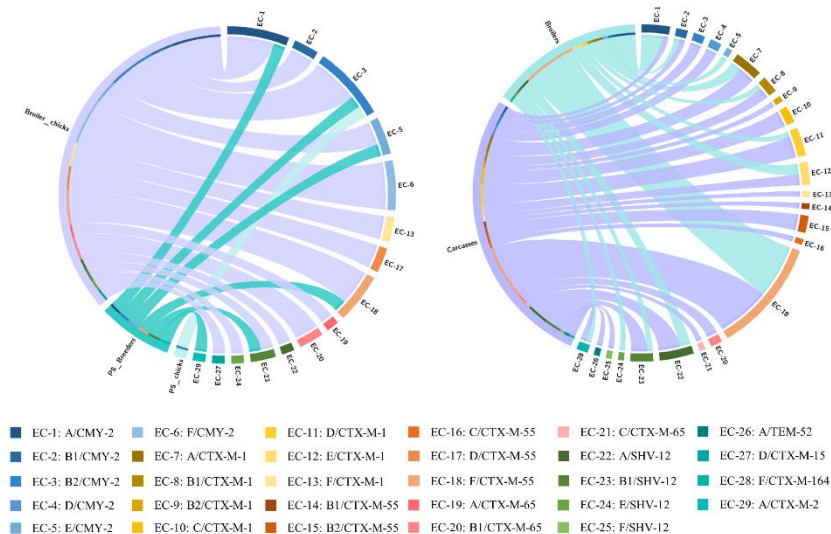 EC-1
EC-2
EC-3
EC-5
EC-6
EC-13
EC-17
EC-18
EC-19
EC-20
EC-22
EC-23
EC-24
EC-27
EC-29
PS_chicks
PS_Breeders
Broiler_chicks
Broilers
EC-1
EC-2
EC-3
EC-4
EC-5
EC-7
EC-8
EC-9
EC-10
EC-11
EC-12
EC-13
EC-14
EC-15
EC-16
EC-18
EC-20
EC-21
EC-22
EC-23
EC-24
EC-25
EC-26
EC-28
Carcasses
EC-1: A/CMY-2
EC-2: B1/CMY-2
EC-3: B2/CMY-2
EC-4: D/CMY-2
EC-5: E/CMY-2
EC-6: F/CMY-2
EC-7: A/CTX-M-1
EC-8: B1/CTX-M-1
EC-9: B2/CTX-M-1
EC-10: C/CTX-M-1
EC-11: D/CTX-M-1
EC-12: E/CTX-M-1
EC-13: F/CTX-M-1
EC-14: B1/CTX-M-55
EC-15: B2/CTX-M-55
EC-16: C/CTX-M-55
EC-17: D/CTX-M-55
EC-18: F/CTX-M-55
EC-19: A/CTX-M-65
EC-20: B1/CTX-M-65
EC-21: C/CTX-M-65
EC-22: A/SHV-12
EC-23: B1/SHV-12
EC-24: E/SHV-12
EC-25: F/SHV-12
EC-26: A/TEM-52
EC-27: D/CTX-M-15
EC-28: F/CTX-M-164
EC-29: A/CTX-M-2